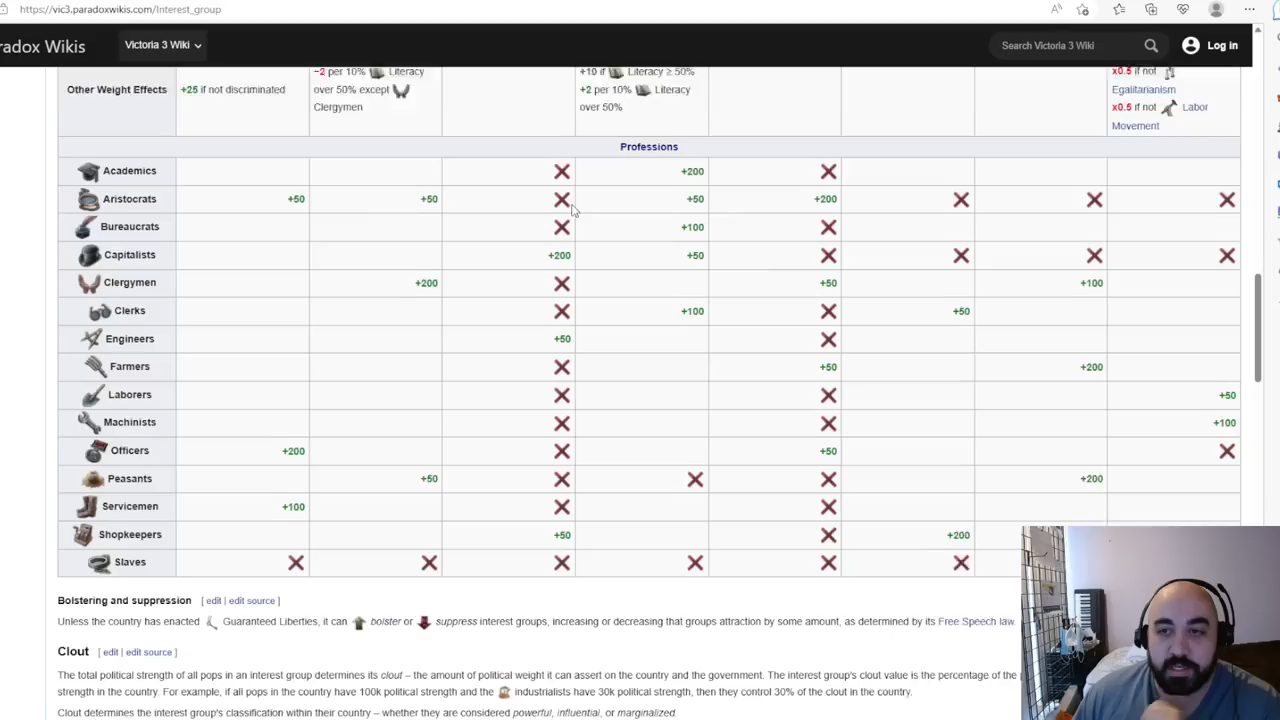 https://vic3.paradoxwikis.com/Interest_group
radox Wikis
Victoria 3 Wiki
Search Victoria 3 Wiki
Log in
Other Weight Effects
+25 if not discriminated
−2 per 10% Literacy
over 50% except
Clergymen
+10 if Literacy ≥ 50%
+2 per 10% Literacy
over 50%
x0.5 if not
Egalitarianism
x0.5 if not Labor
Movement
Professions
Academics +200
Aristocrats +50 +50 +50 +200
Bureaucrats +100
Capitalists +200 +50
Clergymen +200 +50 +100
Clerks +100 +50
Engineers +50
Farmers +50 +200
Laborers +50
Machinists +100
Officers +200 +50
Peasants +50 +200
Servicemen +100
Shopkeepers +50 +200
Slaves
Bolstering and suppression [ edit | edit source ]
Unless the country has enacted Guaranteed Liberties, it can bolster or suppress interest groups, increasing or decreasing that groups attraction by some amount, as determined by its Free Speech law.
Clout [ edit | edit source ]
The total political strength of all pops in an interest group determines its clout – the amount of political weight it can assert on the country and the government. The interest group's clout value is the percentage of the
strength in the country. For example, if all pops in the country have 100k political strength and the industrialists have 30k political strength, then they control 30% of the clout in the country.
Clout determines the interest group's classification within their country – whether they are considered powerful, influential, or marginalized